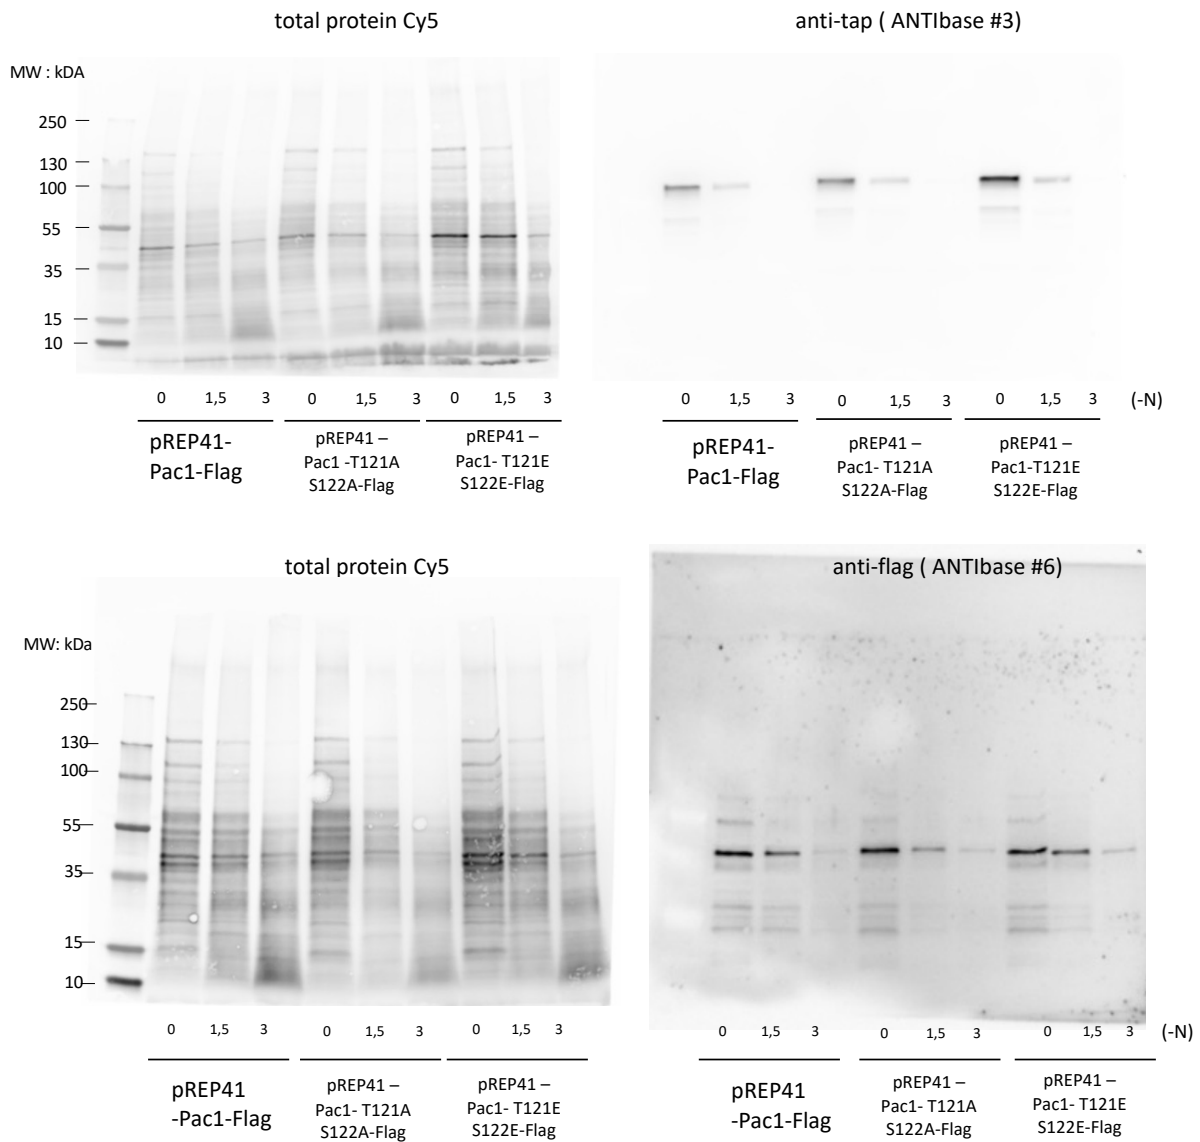 total protein Cy5
anti-tap ( ANTIbase #3)
MW : kDA
250
130
100
55
35
15
10
0 1,5 3 0 1,5 3 0 1,5 3
pREP41-
Pac1-Flag
pREP41 –
Pac1 -T121A
S122A-Flag
pREP41 –
Pac1- T121E
S122E-Flag
0 1,5 3 0 1,5 3 0 1,5 3 (-N)
pREP41-
Pac1-Flag
pREP41 –
Pac1- T121A
S122A-Flag
pREP41 –
Pac1-T121E
S122E-Flag
total protein Cy5
anti-flag ( ANTIbase #6)
MW: kDa
250
130
100
55
35
15
10
0 1,5 3 0 1,5 3 0 1,5 3
pREP41
-Pac1-Flag
pREP41 –
Pac1- T121A
S122A-Flag
pREP41 –
Pac1- T121E
S122E-Flag
0 1,5 3 0 1,5 3 0 1,5 3 (-N)
pREP41
-Pac1-Flag
pREP41 –
Pac1- T121A
S122A-Flag
pREP41 –
Pac1- T121E
S122E-Flag